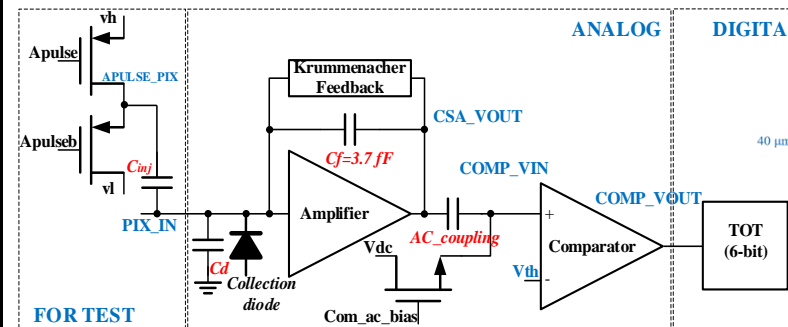 vh
ANALOG
DIGITA
Apulse
APULSE_PIX
Krummenacher
Feedback
CSA_VOUT
Apulseb
Cinj
Cf=3.7 fF
40 μm
COMP_VIN
vl
COMP_VOUT
PIX_IN
Amplifier
+
TOT
(6-bit)
AC_coupling
Comparator
Vdc
Cd
Vth
-
Collection
diode
FOR TEST
Com_ac_bias